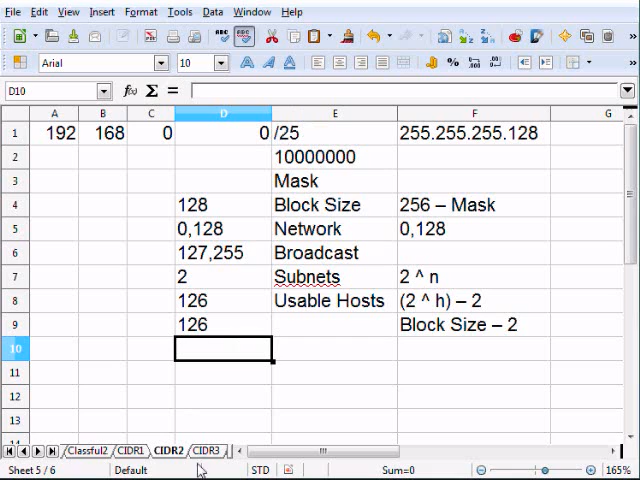 File Edit View Insert Format Tools Data Window Help
Arial 10
D10 f(x) Σ =
A B C D E F G
1 192 168 0 0 /25 255.255.255.128
2 10000000
3 Mask
4 128 Block Size 256 – Mask
5 0,128 Network 0,128
6 127,255 Broadcast
7 2 Subnets 2 ^ n
8 126 Usable Hosts (2 ^ h) – 2
9 126 Block Size – 2
10
11
12
13
Classful2 CIDR1 CIDR2 CIDR3
Sheet 5 / 6 Default STD Sum=0 165%